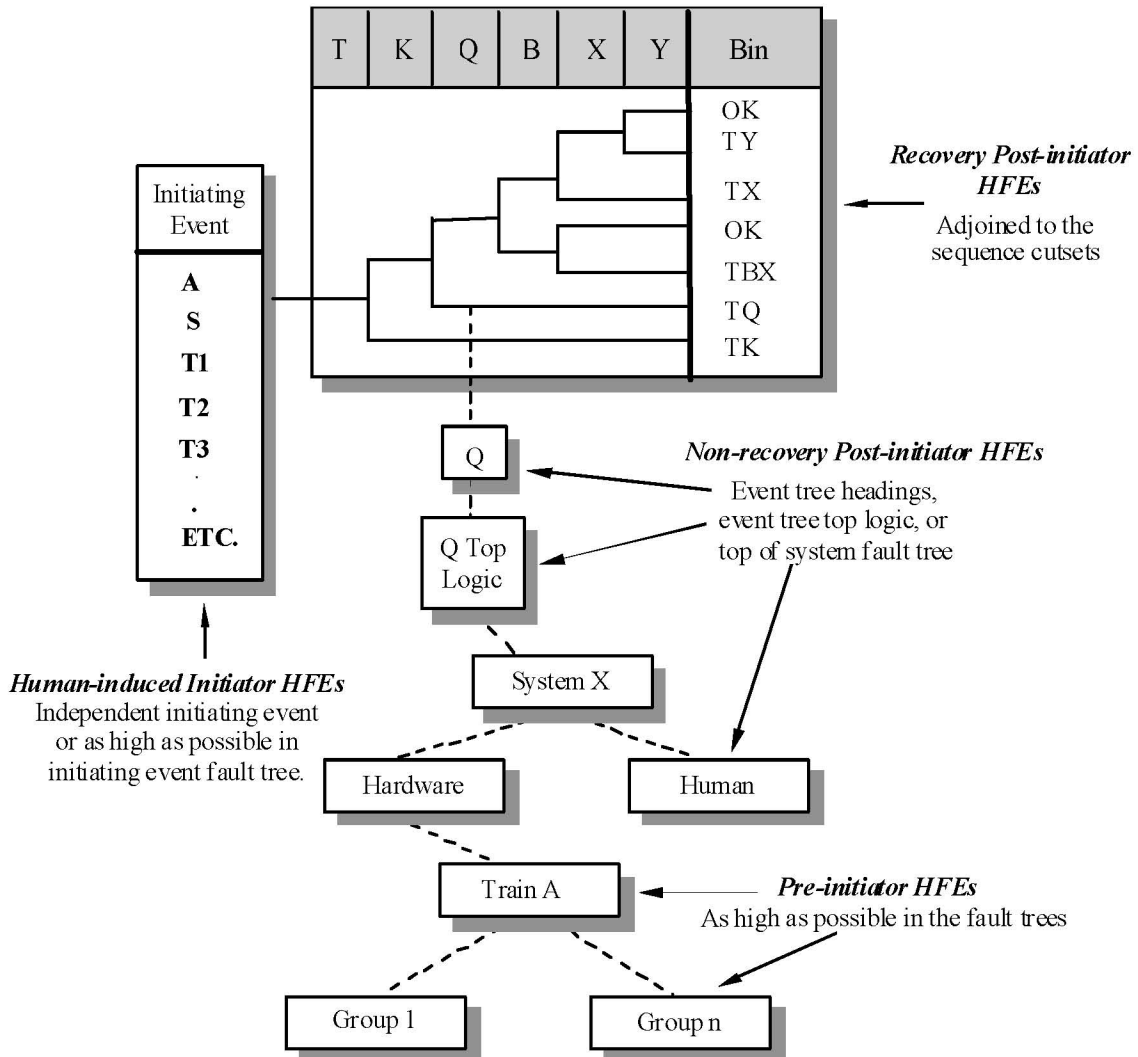 T K Q B X Y Bin
OK
TY
TX
OK
TBX
TQ
TK
Recovery Post-initiator
HFEs
Adjoined to the
sequence cutsets
Initiating
Event
A
S
T1
T2
T3
.
.
ETC.
Q
Non-recovery Post-initiator HFEs
Event tree headings,
event tree top logic, or
top of system fault tree
Q Top
Logic
Human-induced Initiator HFEs
Independent initiating event
or as high as possible in
initiating event fault tree.
System X
Hardware
Human
Train A
Pre-initiator HFEs
As high as possible in the fault trees
Group 1
Group n